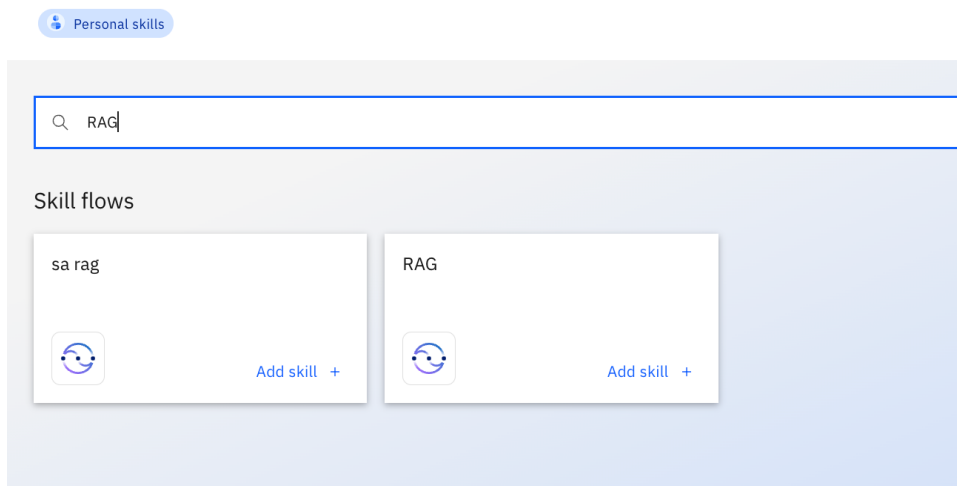 Personal skills
RAG
Skill flows
sa rag
RAG
Add skill +
Add skill +